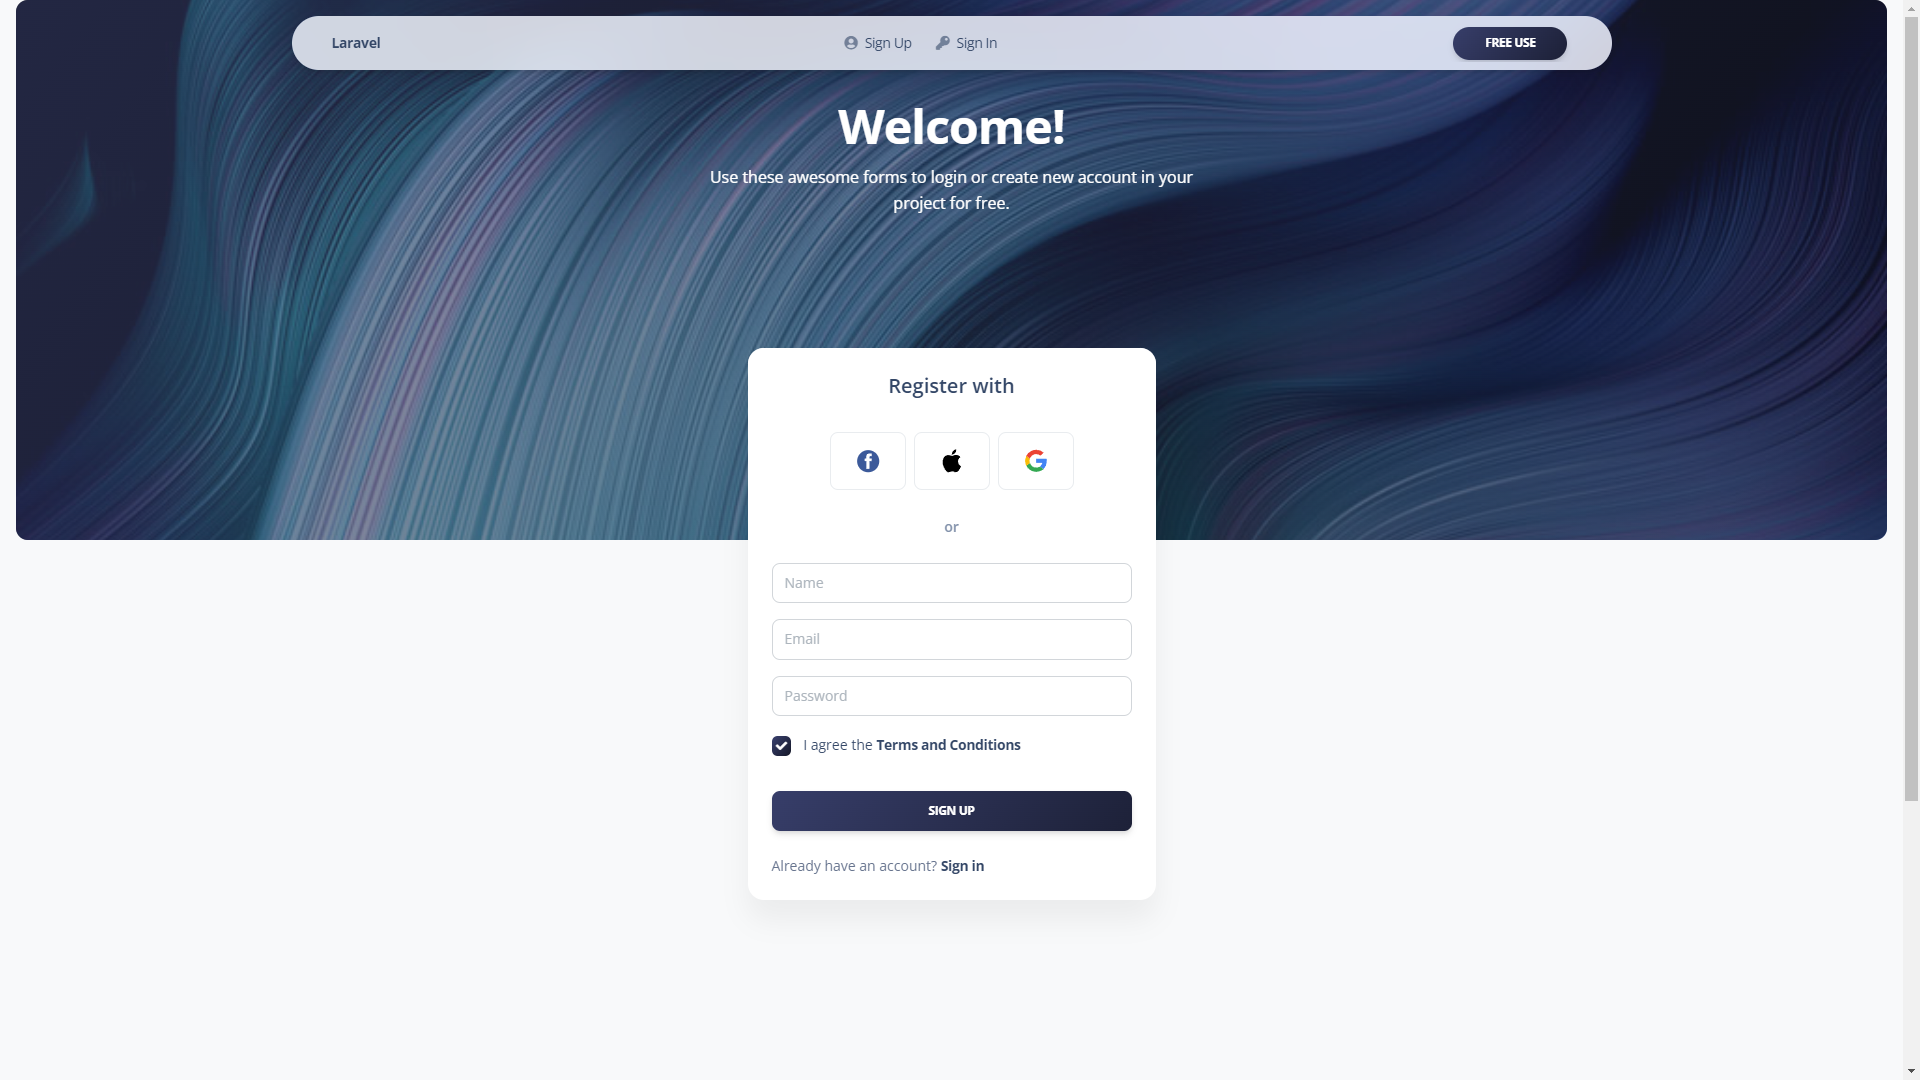 Laravel
Sign Up
Sign In
FREE USE
Welcome!
Use these awesome forms to login or create new account in your
project for free.
Register with
or
Name
Email
Password
I agree the Terms and Conditions
SIGN UP
Already have an account? Sign in